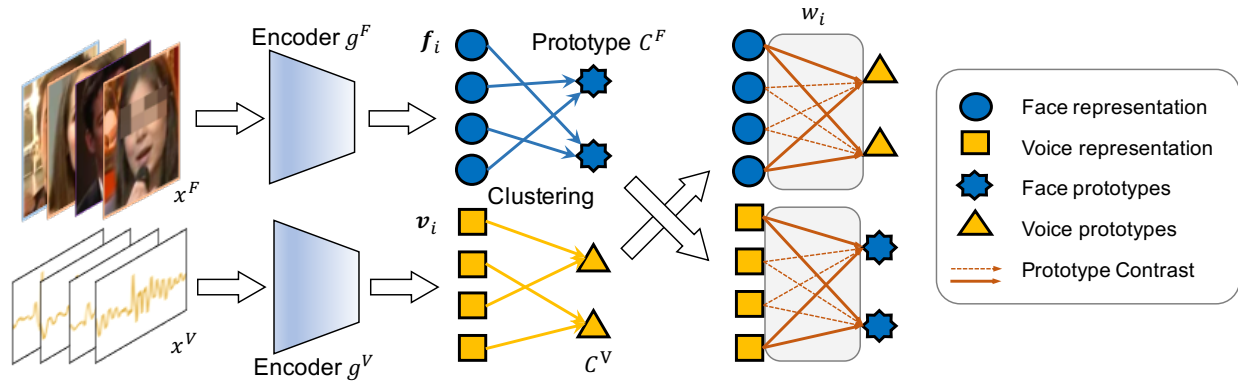 Encoder g^F
f_i
Prototype C^F
w_i
x^F
Clustering
v_i
x^V
Encoder g^V
C^V
Face representation
Voice representation
Face prototypes
Voice prototypes
Prototype Contrast